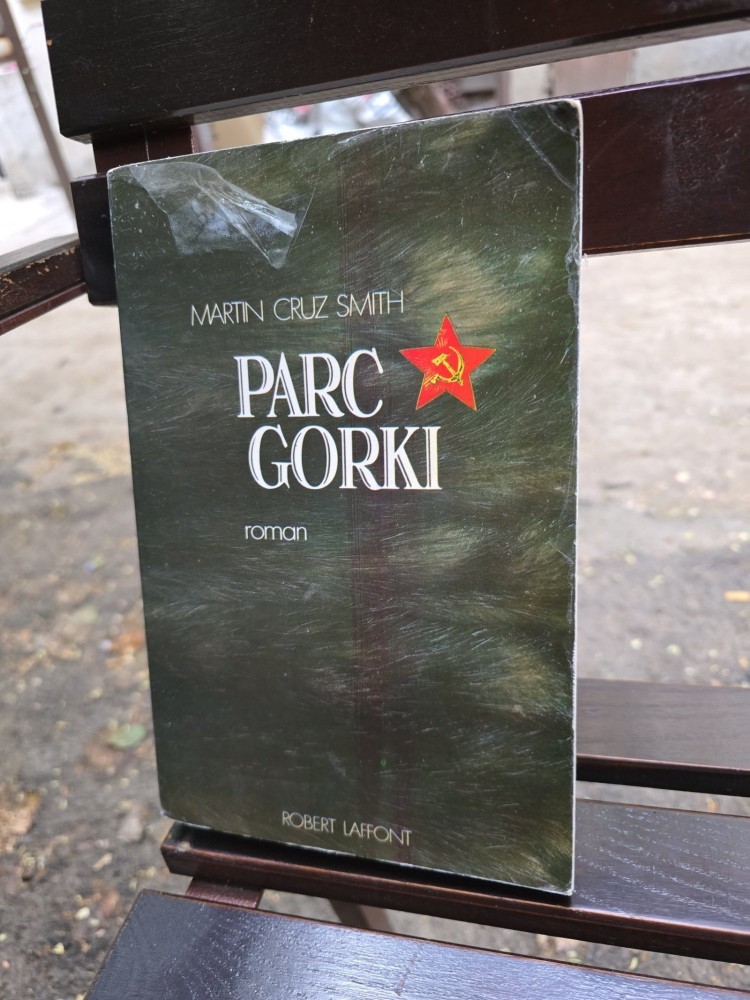 MARTIN CRUZ SMITH
PARC
GORKI
roman
ROBERT LAFFONT